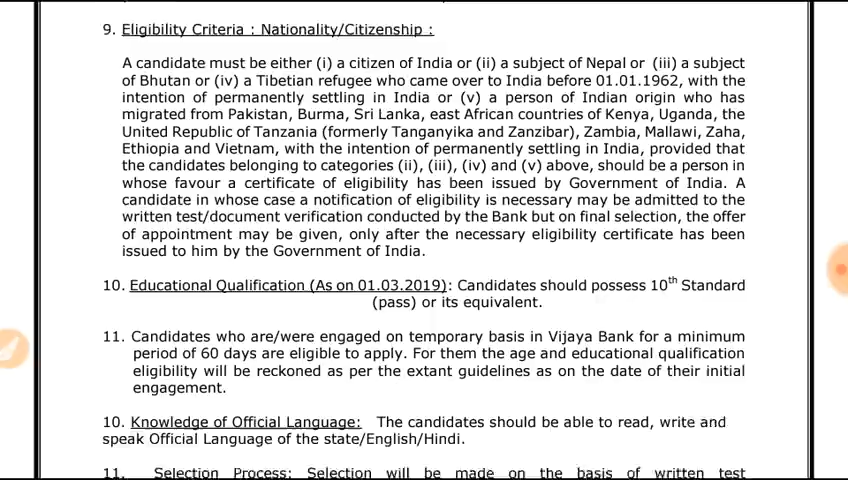 9. Eligibility Criteria : Nationality/Citizenship :
A candidate must be either (i) a citizen of India or (ii) a subject of Nepal or (iii) a subject
of Bhutan or (iv) a Tibetian refugee who came over to India before 01.01.1962, with the
intention of permanently settling in India or (v) a person of Indian origin who has
migrated from Pakistan, Burma, Sri Lanka, east African countries of Kenya, Uganda, the
United Republic of Tanzania (formerly Tanganyika and Zanzibar), Zambia, Mallawi, Zaha,
Ethiopia and Vietnam, with the intention of permanently settling in India, provided that
the candidates belonging to categories (ii), (iii), (iv) and (v) above, should be a person in
whose favour a certificate of eligibility has been issued by Government of India. A
candidate in whose case a notification of eligibility is necessary may be admitted to the
written test/document verification conducted by the Bank but on final selection, the offer
of appointment may be given, only after the necessary eligibility certificate has been
issued to him by the Government of India.
10. Educational Qualification (As on 01.03.2019): Candidates should possess 10th Standard
(pass) or its equivalent.
11. Candidates who are/were engaged on temporary basis in Vijaya Bank for a minimum
period of 60 days are eligible to apply. For them the age and educational qualification
eligibility will be reckoned as per the extant guidelines as on the date of their initial
engagement.
10. Knowledge of Official Language: The candidates should be able to read, write and
speak Official Language of the state/English/Hindi.
11. Selection Process: Selection will be made on the basis of written test